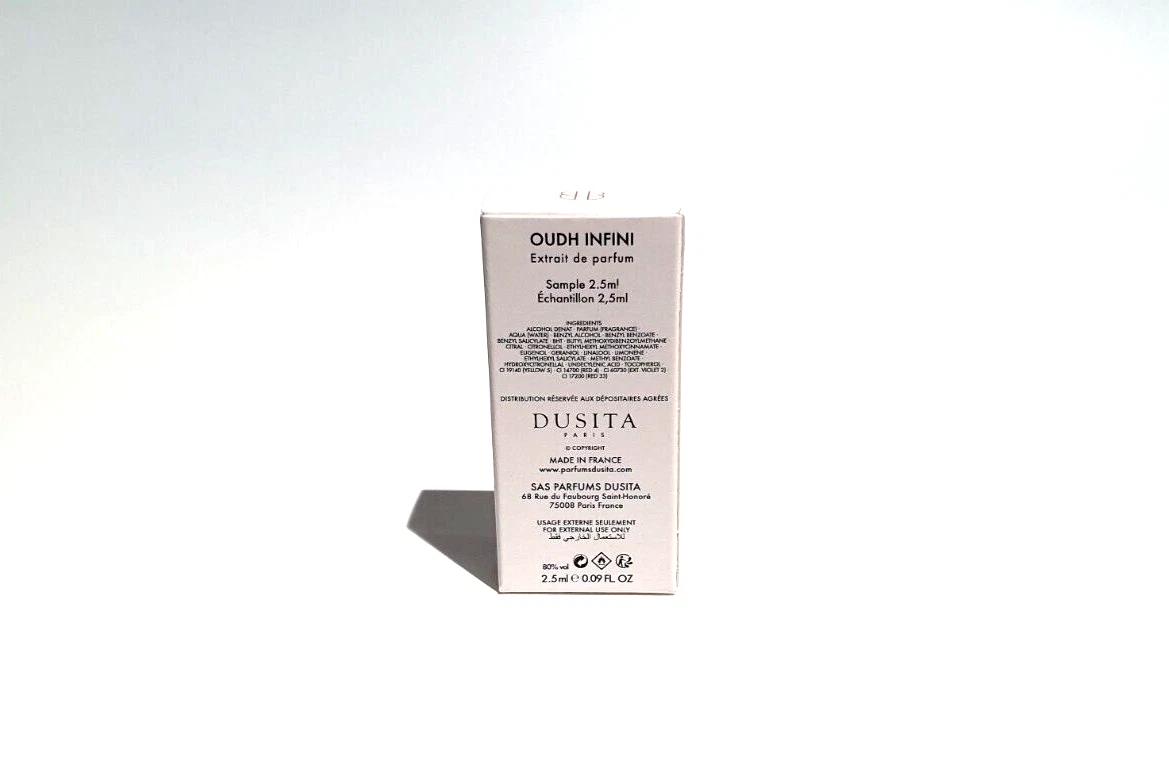 OUDH INFINI
Extrait de parfum
Sample 2.5ml
Échantillon 2,5ml
INGREDIENTS
ALCOHOL DENAT · PARFUM (FRAGRANCE) ·
AQUA (WATER) · BENZYL ALCOHOL · BENZYL BENZOATE ·
BENZYL SALICYLATE · BHT · BUTYL METHOXYDIBENZOYLMETHANE ·
CITRAL · CITRONELLOL · ETHYLHEXYL METHOXYCINNAMATE ·
EUGENOL · GERANIOL · LINALOOL · LIMONENE ·
ETHYLHEXYL SALICYLATE · METHYL BENZOATE ·
HYDROXYCITRONELLAL · UNDECYLENIC ACID · TOCOPHEROL ·
CI 19140 (YELLOW 5) · CI 14700 (RED 4) · CI 60730 (EXT. VIOLET 2)
CI 17200 (RED 33)
DISTRIBUTION RÉSERVÉE AUX DÉPOSITAIRES AGRÉES
DUSITA
PARIS
© COPYRIGHT
MADE IN FRANCE
www.parfumsdusita.com
SAS PARFUMS DUSITA
68 Rue du Faubourg Saint-Honoré
75008 Paris France
USAGE EXTERNE SEULEMENT
FOR EXTERNAL USE ONLY
للاستعمال الخارجي فقط
80% vol
2.5ml ℮ 0.09 FL. OZ